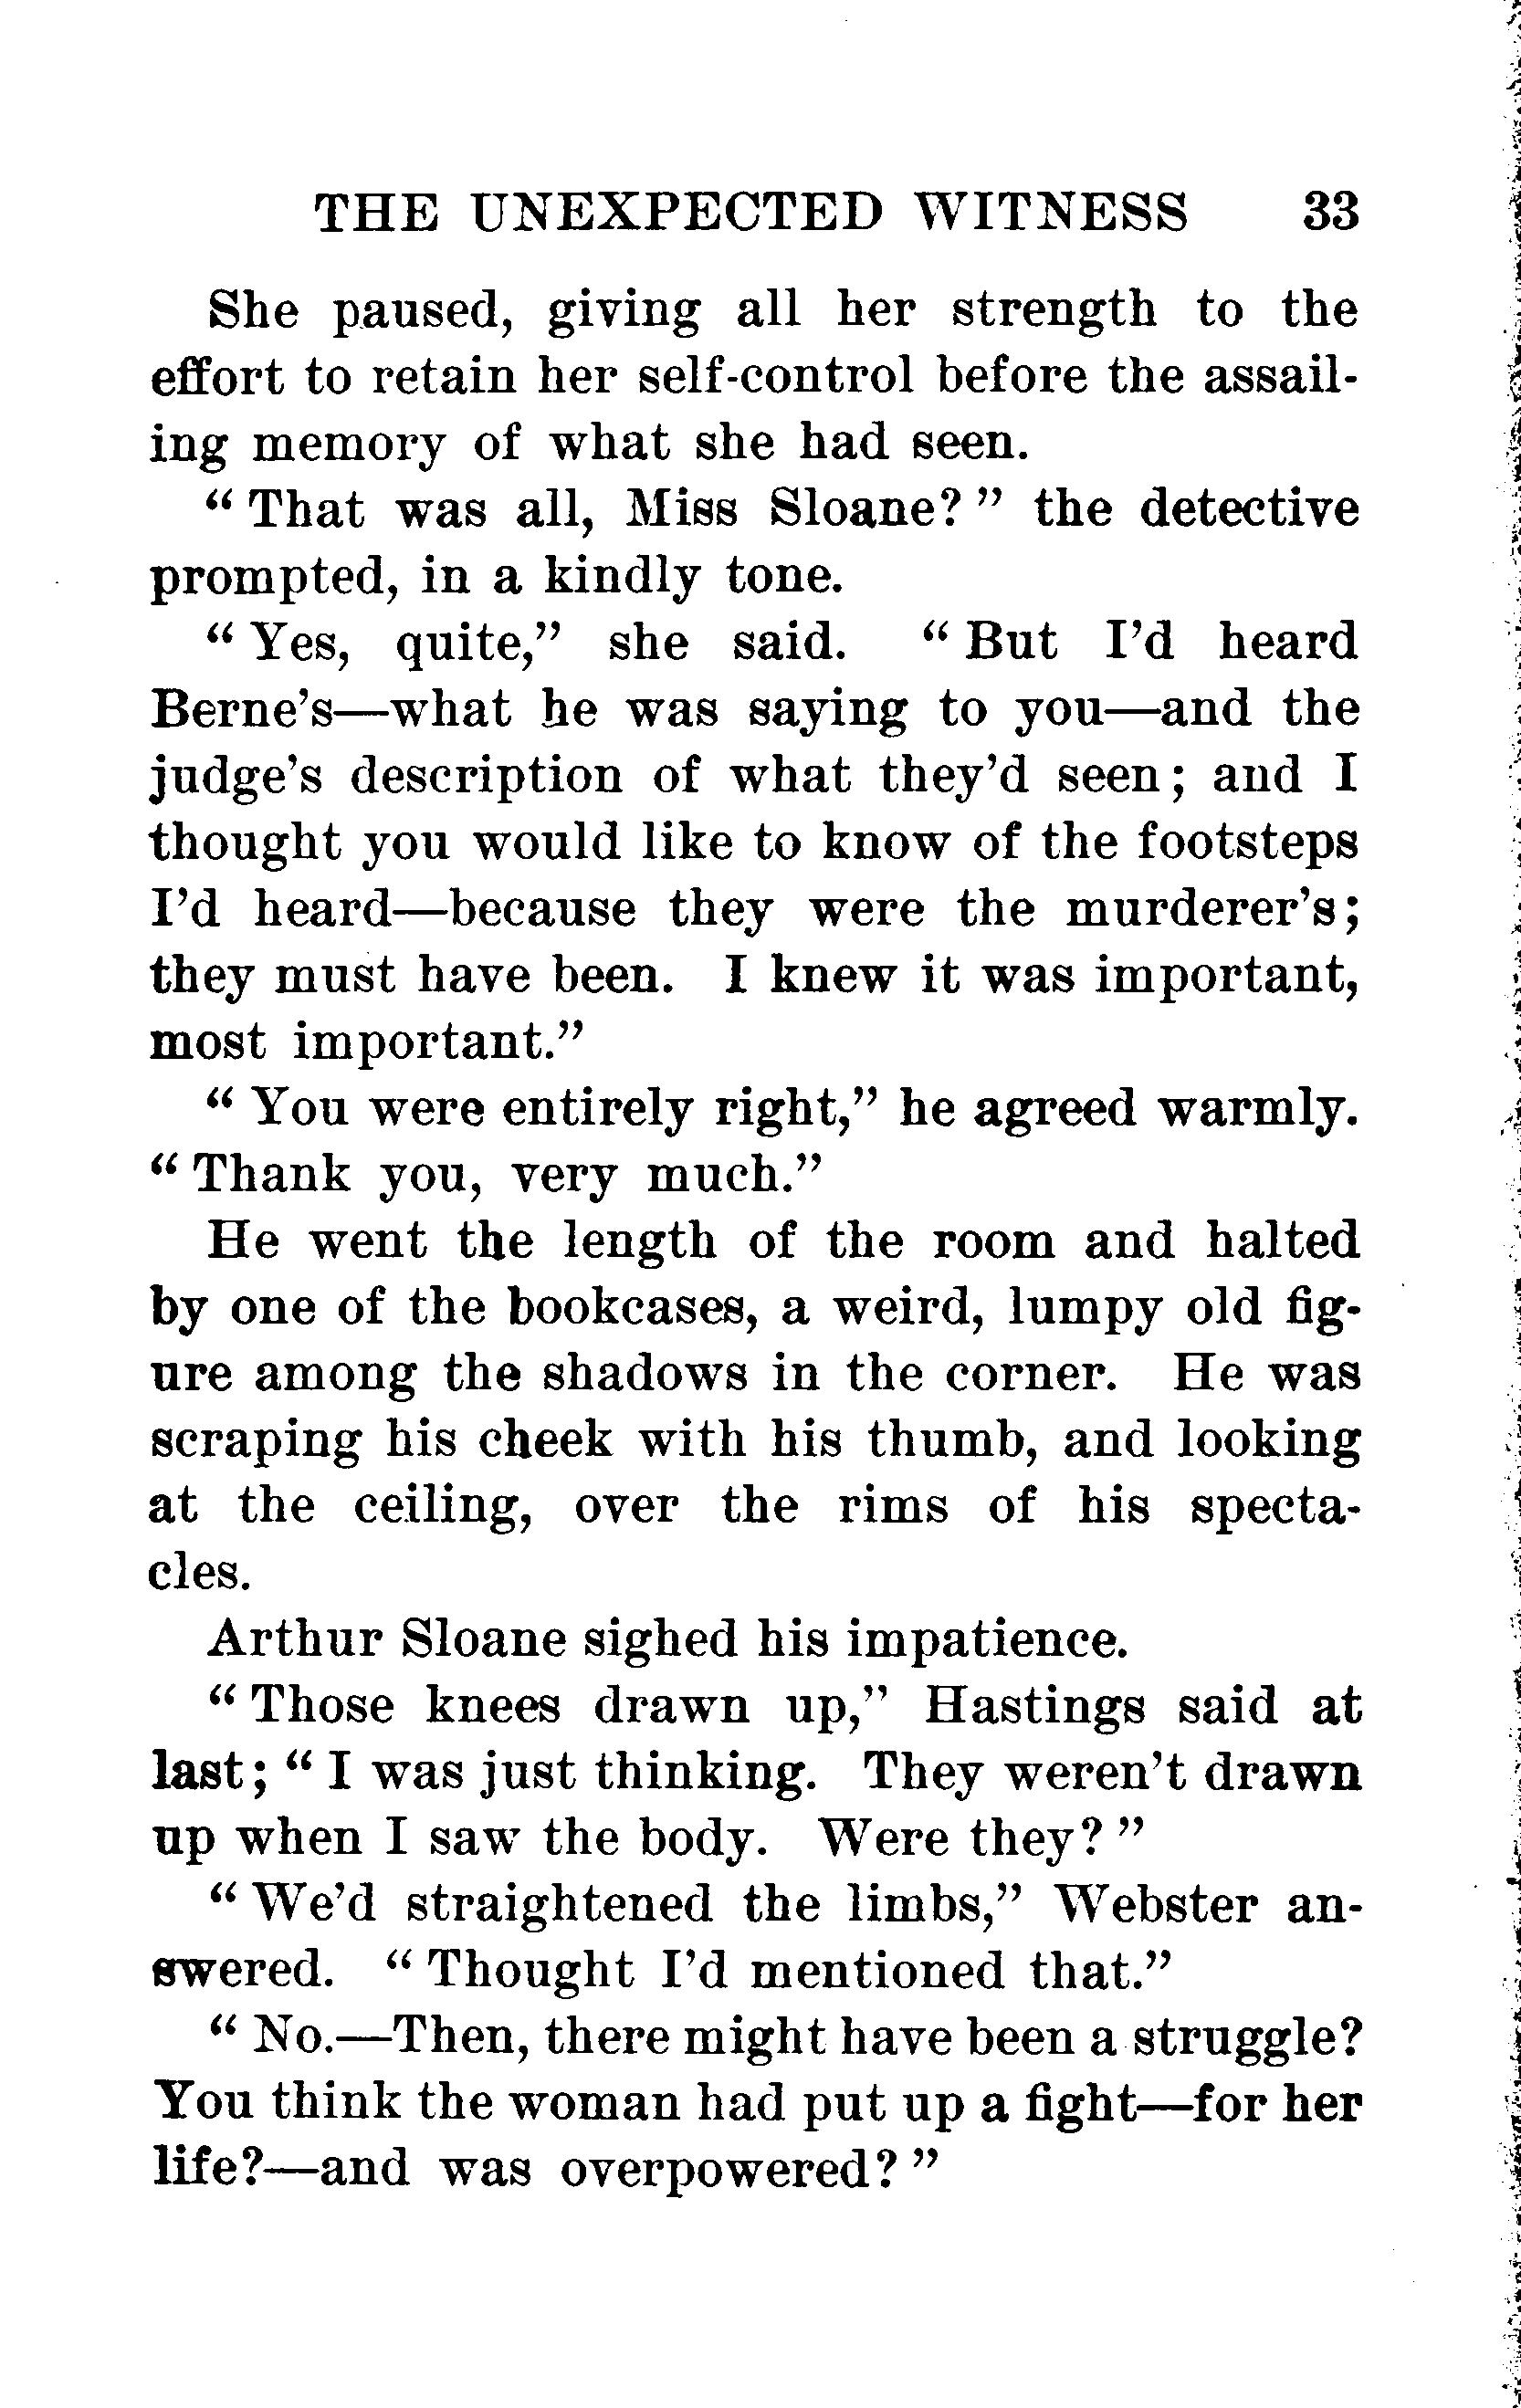 THE UNEXPECTED WITNESS 33
She paused, giving all her strength to the
effort to retain her self-control before the assail-
ing memory of what she had seen.
“ That was all, Miss Sloane? ” the detective
prompted, in a kindly tone.
“ Yes, quite,” she said. “ But I’d heard
Berne’s—what he was saying to you—and the
judge’s description of what they’d seen; and I
thought you would like to know of the footsteps
I’d heard—because they were the murderer’s;
they must have been. I knew it was important,
most important.”
“ You were entirely right,” he agreed warmly.
“ Thank you, very much.”
He went the length of the room and halted
by one of the bookcases, a weird, lumpy old fig-
ure among the shadows in the corner. He was
scraping his cheek with his thumb, and looking
at the ceiling, over the rims of his specta-
cles.
Arthur Sloane sighed his impatience.
“ Those knees drawn up,” Hastings said at
last; “ I was just thinking. They weren’t drawn
up when I saw the body. Were they? ”
“ We’d straightened the limbs,” Webster an-
swered. “ Thought I’d mentioned that.”
“ No.—Then, there might have been a struggle?
You think the woman had put up a fight—for her
life?—and was overpowered? ”